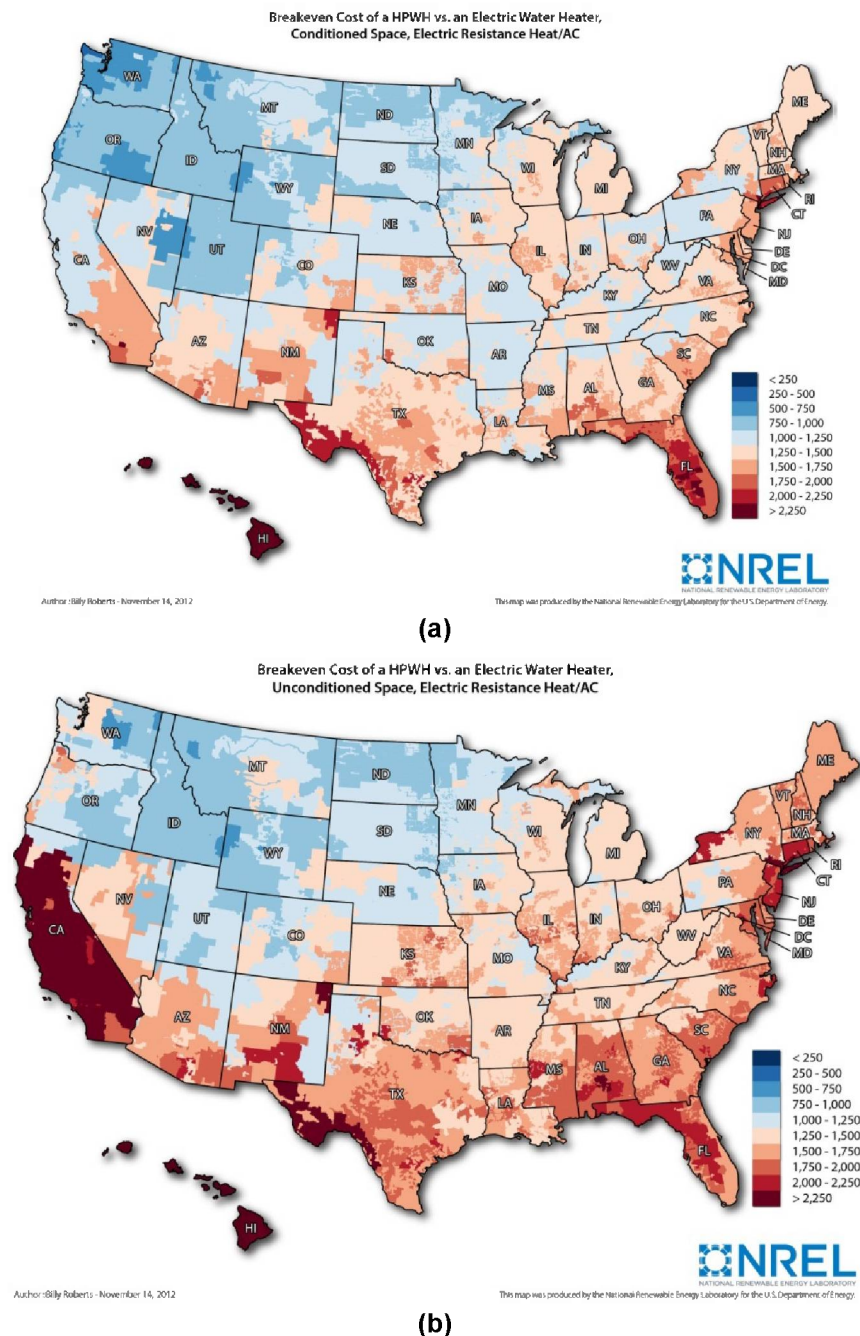 Breakeven Cost of a HPWH vs. an Electric Water Heater,
Conditioned Space, Electric Resistance Heat/AC
WA
MT
ND
MN
ME
VT
NH
OR
ID
SD
WI
NY
MA
WY
MI
RI
CT
NE
IA
PA
NJ
NV
UT
IL
IN
OH
DE
CA
CO
WV
DC
KS
MO
VA
MD
KY
NC
AZ
NM
OK
TN
AR
SC
MS
AL
GA
TX
LA
FL
HI
< 250
250 - 500
500 - 750
750 - 1,000
1,000 - 1,250
1,250 - 1,500
1,500 - 1,750
1,750 - 2,000
2,000 - 2,250
> 2,250
NREL
NATIONAL RENEWABLE ENERGY LABORATORY
Author : Billy Roberts - November 14, 2012
This map was produced by the National Renewable Energy Laboratory for the U.S. Department of Energy.
(a)
Breakeven Cost of a HPWH vs. an Electric Water Heater,
Unconditioned Space, Electric Resistance Heat/AC
WA
MT
ND
MN
ME
VT
NH
OR
ID
SD
WI
NY
MA
WY
MI
RI
CT
NE
IA
PA
NJ
NV
UT
IL
IN
OH
DE
CA
CO
WV
DC
KS
MO
VA
MD
KY
NC
AZ
NM
OK
TN
AR
SC
MS
AL
GA
TX
LA
FL
HI
< 250
250 - 500
500 - 750
750 - 1,000
1,000 - 1,250
1,250 - 1,500
1,500 - 1,750
1,750 - 2,000
2,000 - 2,250
> 2,250
NREL
NATIONAL RENEWABLE ENERGY LABORATORY
Author : Billy Roberts - November 14, 2012
This map was produced by the National Renewable Energy Laboratory for the U.S. Department of Energy.
(b)